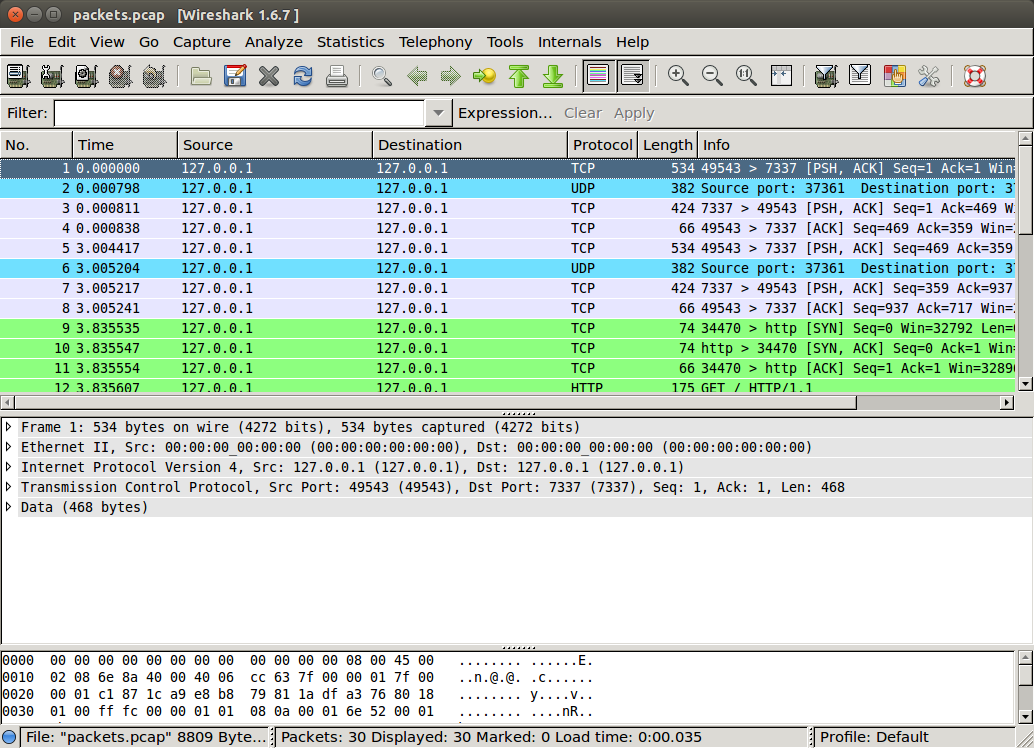 packets.pcap [Wireshark 1.6.7 ]
File Edit View Go Capture Analyze Statistics Telephony Tools Internals Help
Filter: Expression... Clear Apply
No. Time Source Destination Protocol Length Info
1 0.000000 127.0.0.1 127.0.0.1 TCP 534 49543 > 7337 [PSH, ACK] Seq=1 Ack=1 Win=
2 0.000798 127.0.0.1 127.0.0.1 UDP 382 Source port: 37361 Destination port: 37
3 0.000811 127.0.0.1 127.0.0.1 TCP 424 7337 > 49543 [PSH, ACK] Seq=1 Ack=469 W
4 0.000838 127.0.0.1 127.0.0.1 TCP 66 49543 > 7337 [ACK] Seq=469 Ack=359 Win=
5 3.004417 127.0.0.1 127.0.0.1 TCP 534 49543 > 7337 [PSH, ACK] Seq=469 Ack=359
6 3.005204 127.0.0.1 127.0.0.1 UDP 382 Source port: 37361 Destination port: 37
7 3.005217 127.0.0.1 127.0.0.1 TCP 424 7337 > 49543 [PSH, ACK] Seq=359 Ack=937
8 3.005241 127.0.0.1 127.0.0.1 TCP 66 49543 > 7337 [ACK] Seq=937 Ack=717 Win=
9 3.835535 127.0.0.1 127.0.0.1 TCP 74 34470 > http [SYN] Seq=0 Win=32792 Len=
10 3.835547 127.0.0.1 127.0.0.1 TCP 74 http > 34470 [SYN, ACK] Seq=0 Ack=1 Win=
11 3.835554 127.0.0.1 127.0.0.1 TCP 66 34470 > http [ACK] Seq=1 Ack=1 Win=3289
12 3.835607 127.0.0.1 127.0.0.1 HTTP 175 GET / HTTP/1.1
Frame 1: 534 bytes on wire (4272 bits), 534 bytes captured (4272 bits)
Ethernet II, Src: 00:00:00_00:00:00 (00:00:00:00:00:00), Dst: 00:00:00_00:00:00 (00:00:00:00:00:00)
Internet Protocol Version 4, Src: 127.0.0.1 (127.0.0.1), Dst: 127.0.0.1 (127.0.0.1)
Transmission Control Protocol, Src Port: 49543 (49543), Dst Port: 7337 (7337), Seq: 1, Ack: 1, Len: 468
Data (468 bytes)
0000 00 00 00 00 00 00 00 00 00 00 00 00 08 00 45 00 ........ ......E.
0010 02 08 6e 8a 40 00 40 06 cc 63 7f 00 00 01 7f 00 ..n.@.@. .c......
0020 00 01 c1 87 1c a9 e8 b8 79 81 1a df a3 76 80 18 ........ y....v..
0030 01 00 ff fc 00 00 01 01 08 0a 00 01 6e 52 00 01 ........ ....nR..
File: "packets.pcap" 8809 Byte... Packets: 30 Displayed: 30 Marked: 0 Load time: 0:00.035 Profile: Default